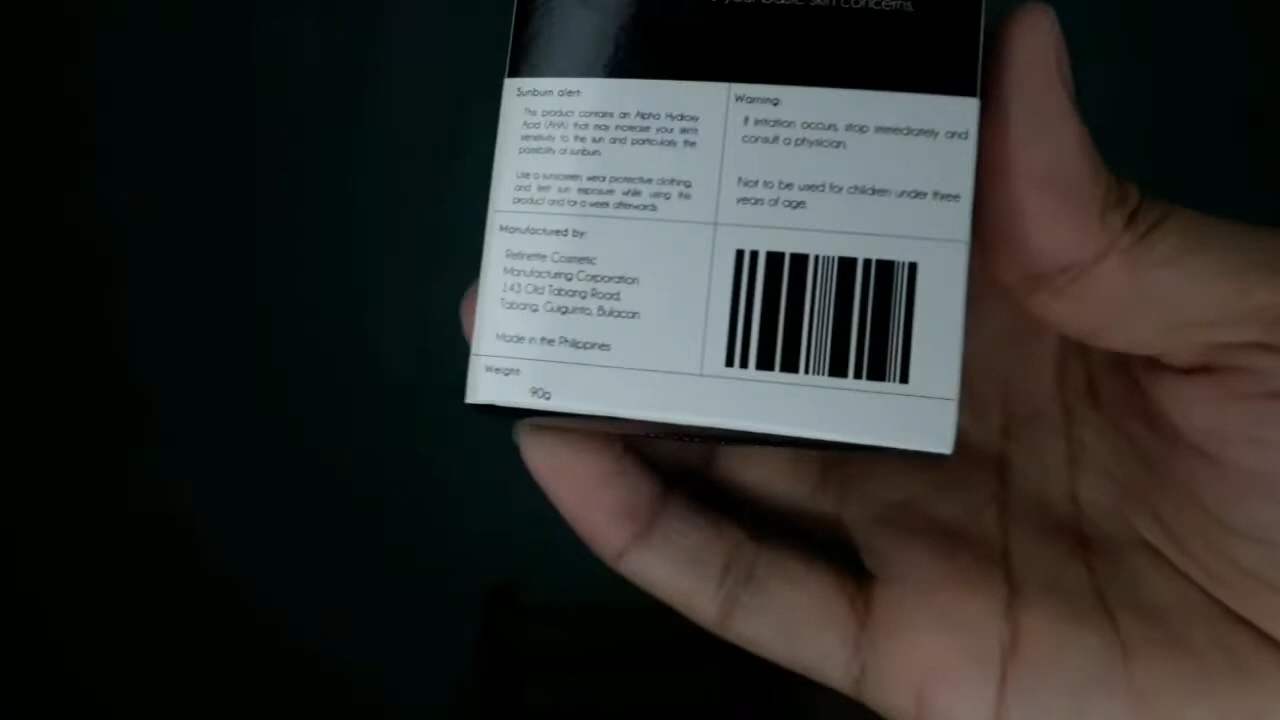 your basic skin concerns.
Sunburn alert:
This product contains an Alpha Hydroxy
Acid (AHA) that may increase your skin's
sensitivity to the sun and particularly the
possibility of sunburn.
Use a sunscreen, wear protective clothing,
and limit sun exposure while using this
product and for a week afterwards.
Warning:
If irritation occurs, stop immediately and
consult a physician.
Not to be used for children under three
years of age.
Manufactured by:
Cosmetic
Manufacturing Corporation
143 Old Tabang Road,
Tabang, Guiguinto, Bulacan
Made in the Philippines
Weight:
90g